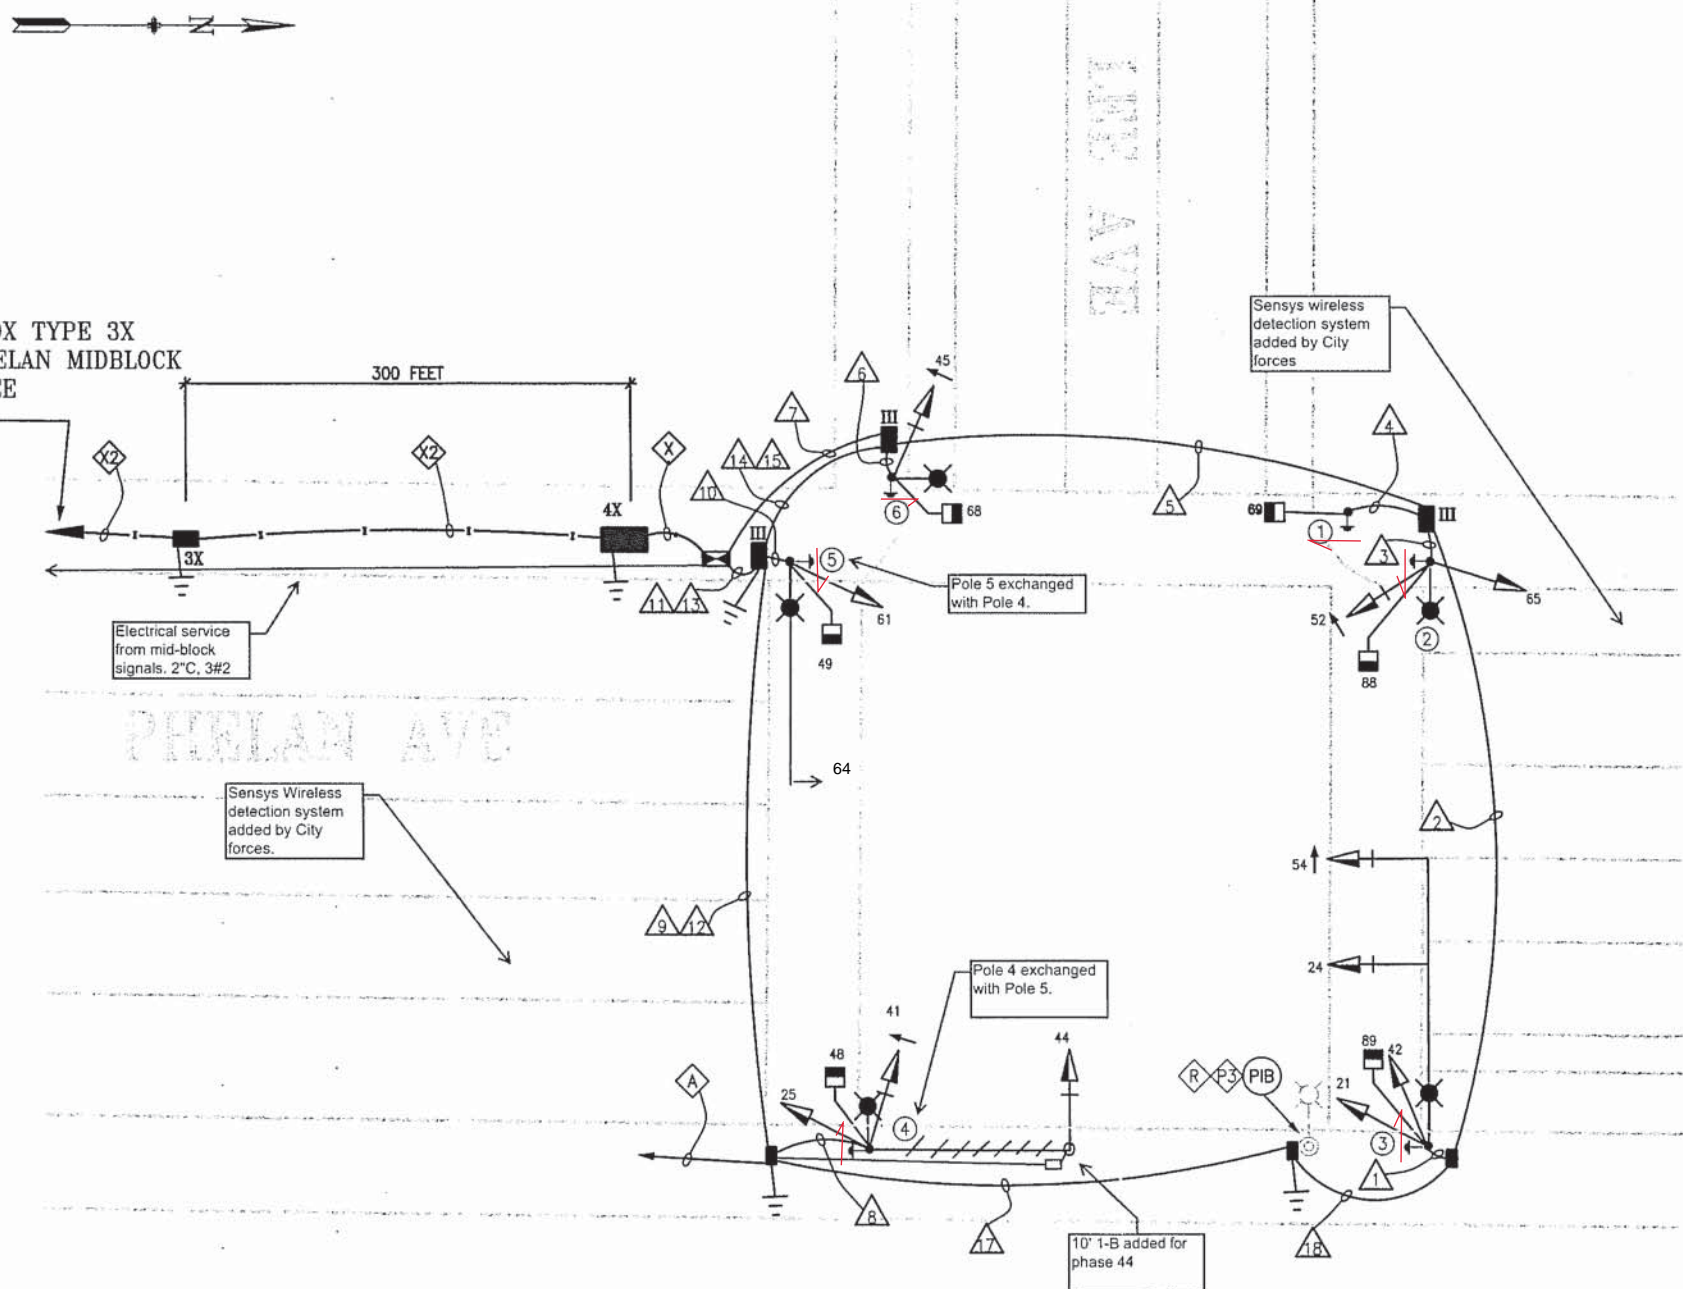 N
LEE AVE
OX TYPE 3X
ELAN MIDBLOCK
CE
300 FEET
Sensys wireless
detection system
added by City
forces
45
6
7
4
14
15
10
X2
X2
X
III
68
6
5
69
III
1
4X
III
3
3X
5
Pole 5 exchanged
with Pole 4.
11
13
65
52
61
2
Electrical service
from mid-block
signals. 2"C, 3#2
49
88
PHELAN AVE
64
Sensys Wireless
detection system
added by City
forces.
2
54
9
12
Pole 4 exchanged
with Pole 5.
24
41
44
89
42
48
A
R
P3
PIB
21
25
4
3
1
8
17
18
10' 1-B added for
phase 44